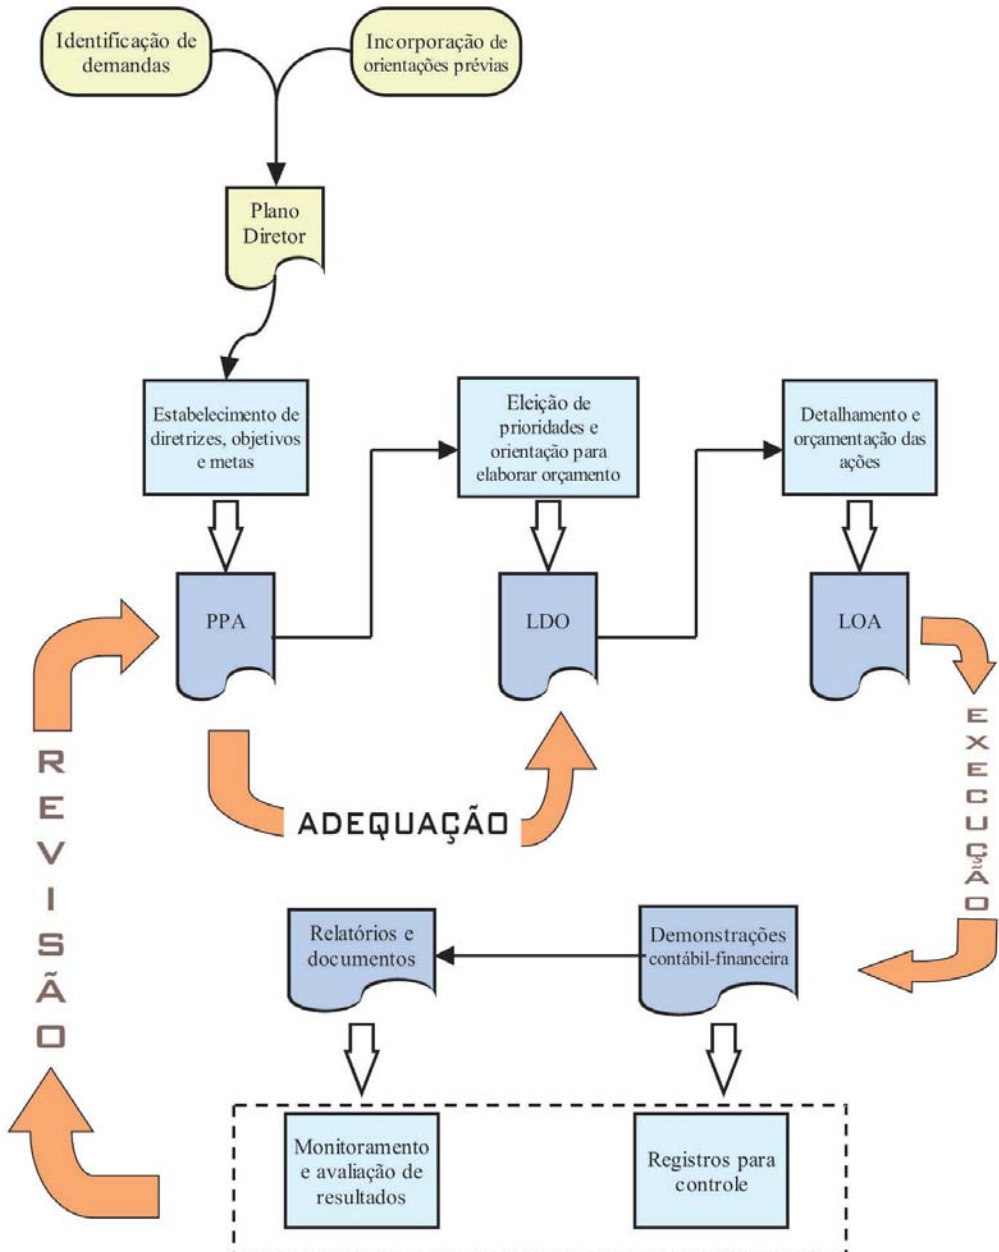 Identificação de
demandas
Incorporação de
orientações prévias
Plano
Diretor
Estabelecimento de
diretrizes, objetivos
e metas
Eleição de
prioridades e
orientação para
elaborar orçamento
Detalhamento e
orçamentação das
ações
PPA
LDO
LOA
EXECUÇÃO
REVISÃO
ADEQUAÇÃO
Relatórios e
documentos
Demonstrações
contábil-financeira
Monitoramento
e avaliação de
resultados
Registros para
controle